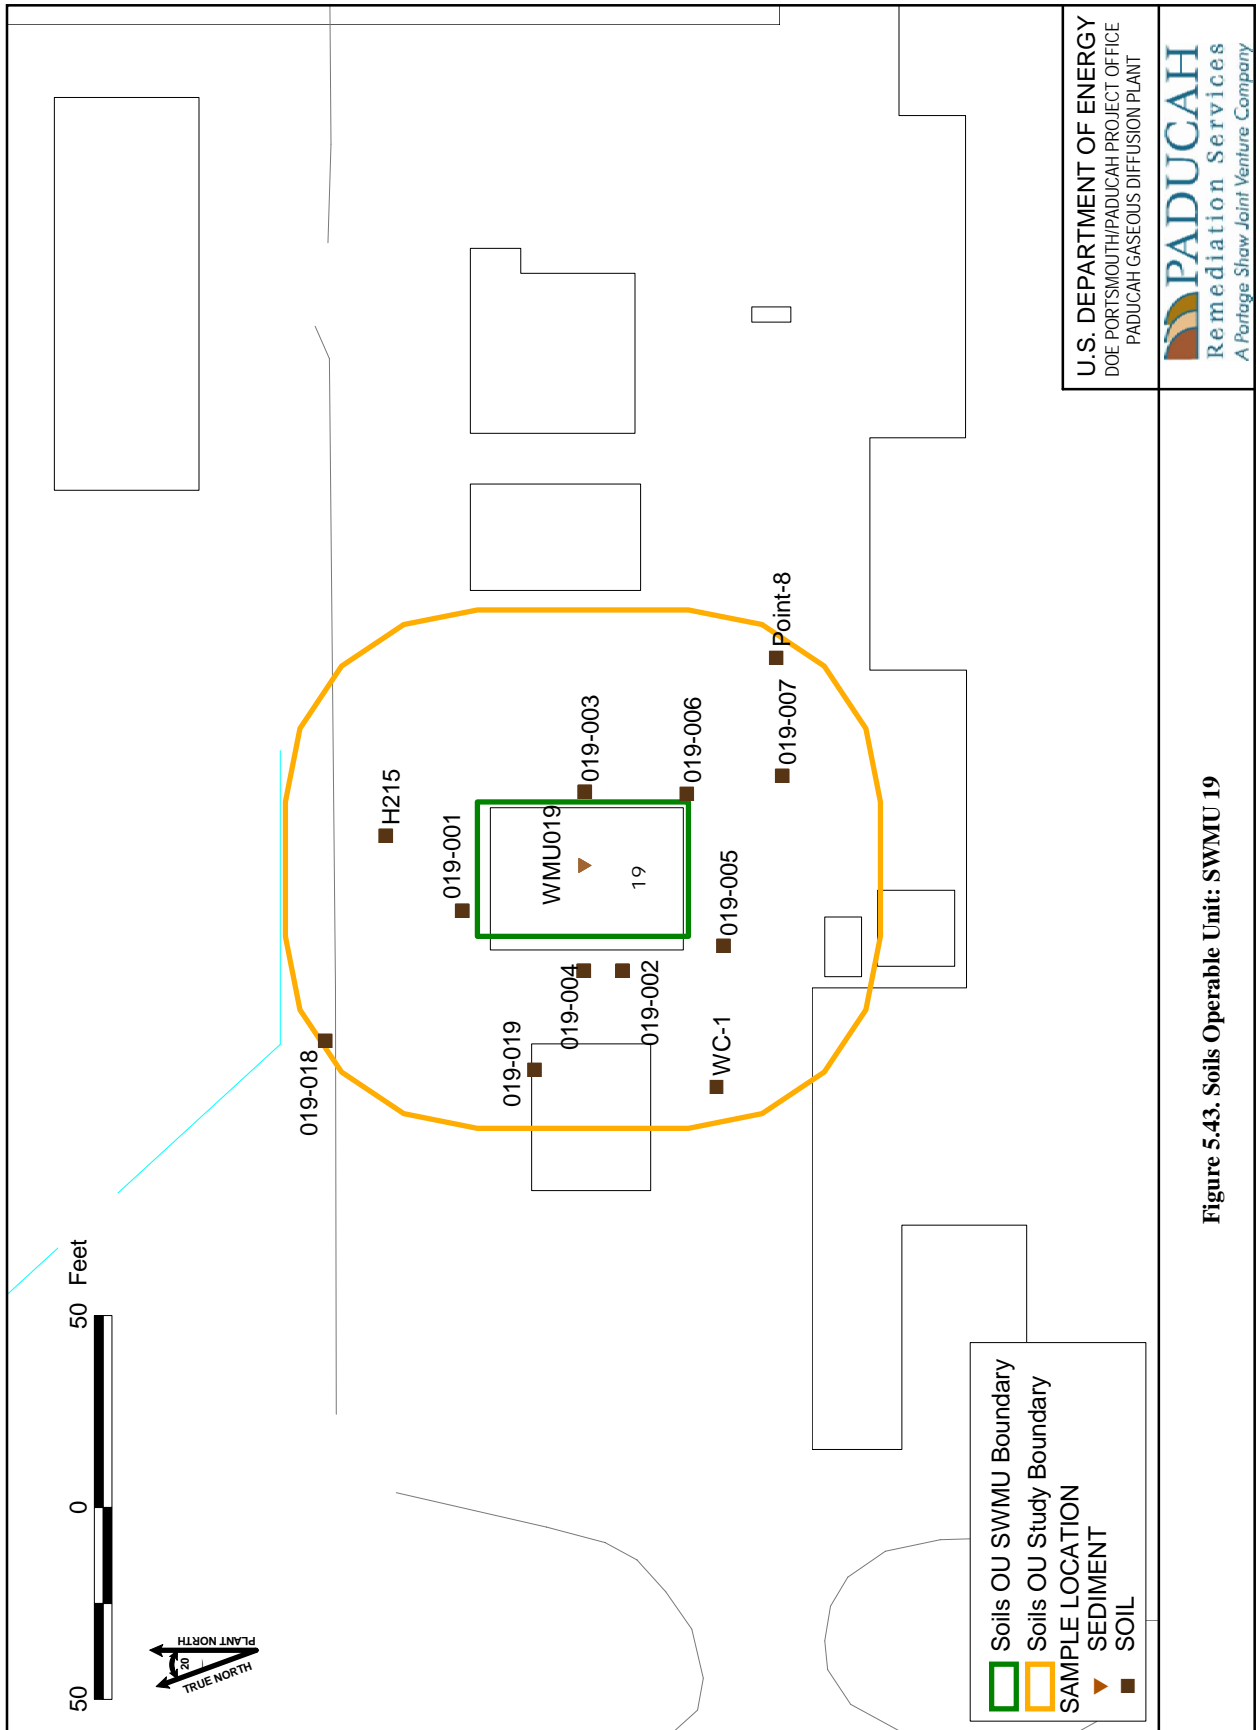 50 0 50 Feet
PLANT NORTH
20
TRUE NORTH
019-018
H215
019-001
019-019
019-004
019-002
WMU019
19
019-003
019-006
019-005
WC-1
019-007
Point-8
Soils OU SWMU Boundary
Soils OU Study Boundary
SAMPLE LOCATION
SEDIMENT
SOIL
U.S. DEPARTMENT OF ENERGY
DOE PORTSMOUTH/PADUCAH PROJECT OFFICE
PADUCAH GASEOUS DIFFUSION PLANT
PADUCAH
Remediation Services
A Portage Shaw Joint Venture Company
Figure 5.43. Soils Operable Unit: SWMU 19